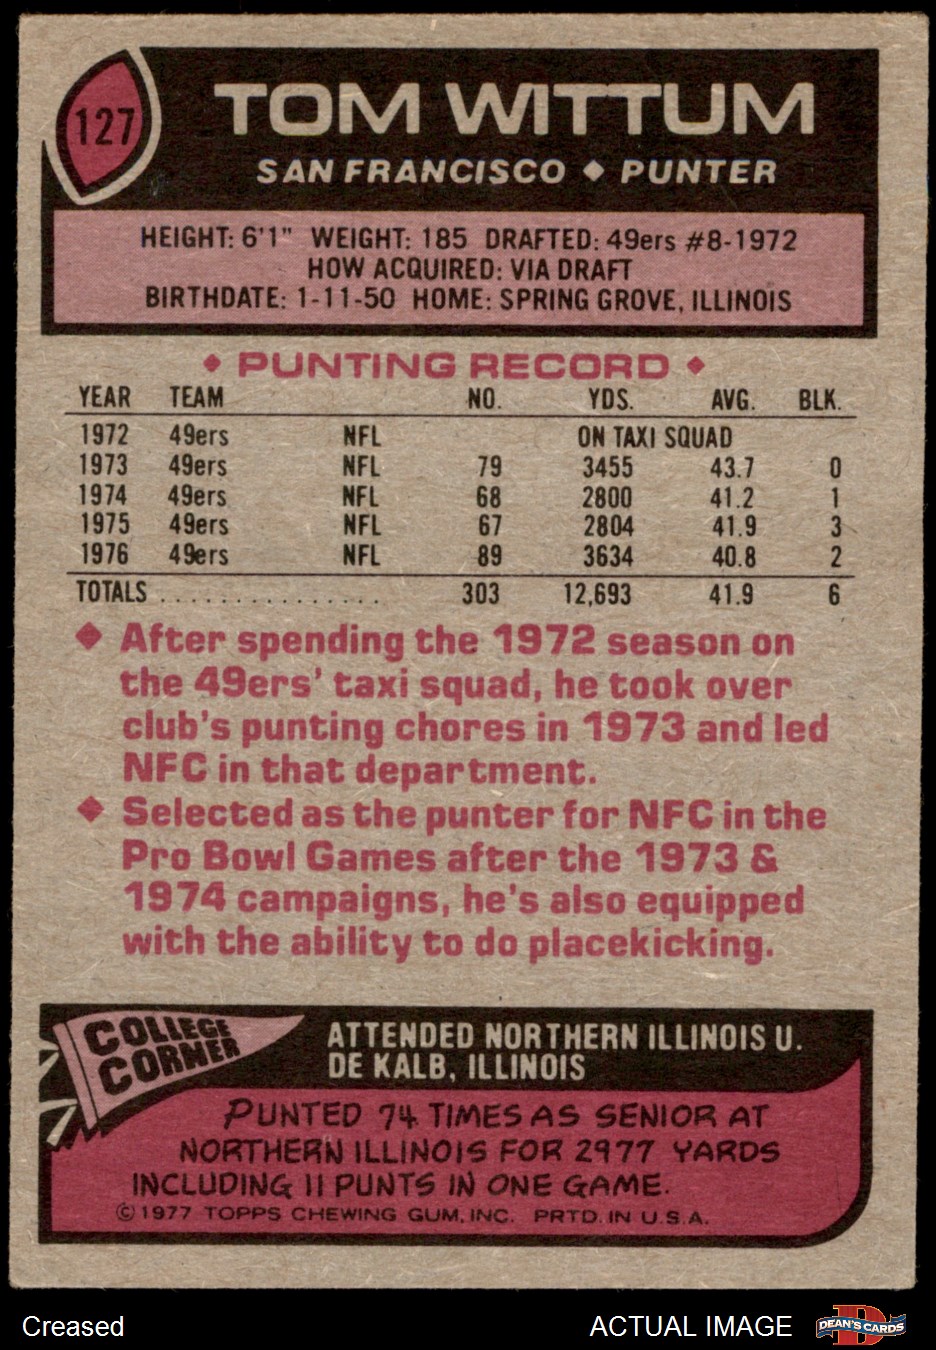 127
TOM WITTUM
SAN FRANCISCO ◆ PUNTER
HEIGHT: 6'1" WEIGHT: 185 DRAFTED: 49ers #8-1972
HOW ACQUIRED: VIA DRAFT
BIRTHDATE: 1-11-50 HOME: SPRING GROVE, ILLINOIS
◆ PUNTING RECORD ◆
YEAR TEAM NO. YDS. AVG. BLK.
1972 49ers NFL ON TAXI SQUAD
1973 49ers NFL 79 3455 43.7 0
1974 49ers NFL 68 2800 41.2 1
1975 49ers NFL 67 2804 41.9 3
1976 49ers NFL 89 3634 40.8 2
TOTALS . . . . . . . . . . . . . . . 303 12,693 41.9 6
◆ After spending the 1972 season on
the 49ers' taxi squad, he took over
club's punting chores in 1973 and led
NFC in that department.
◆ Selected as the punter for NFC in the
Pro Bowl Games after the 1973 &
1974 campaigns, he's also equipped
with the ability to do placekicking.
COLLEGE
CORNER
ATTENDED NORTHERN ILLINOIS U.
DE KALB, ILLINOIS
PUNTED 74 TIMES AS SENIOR AT
NORTHERN ILLINOIS FOR 2977 YARDS
INCLUDING 11 PUNTS IN ONE GAME.
©1977 TOPPS CHEWING GUM, INC. PRTD. IN U.S.A.
Creased
ACTUAL IMAGE
D
DEAN'S CARDS